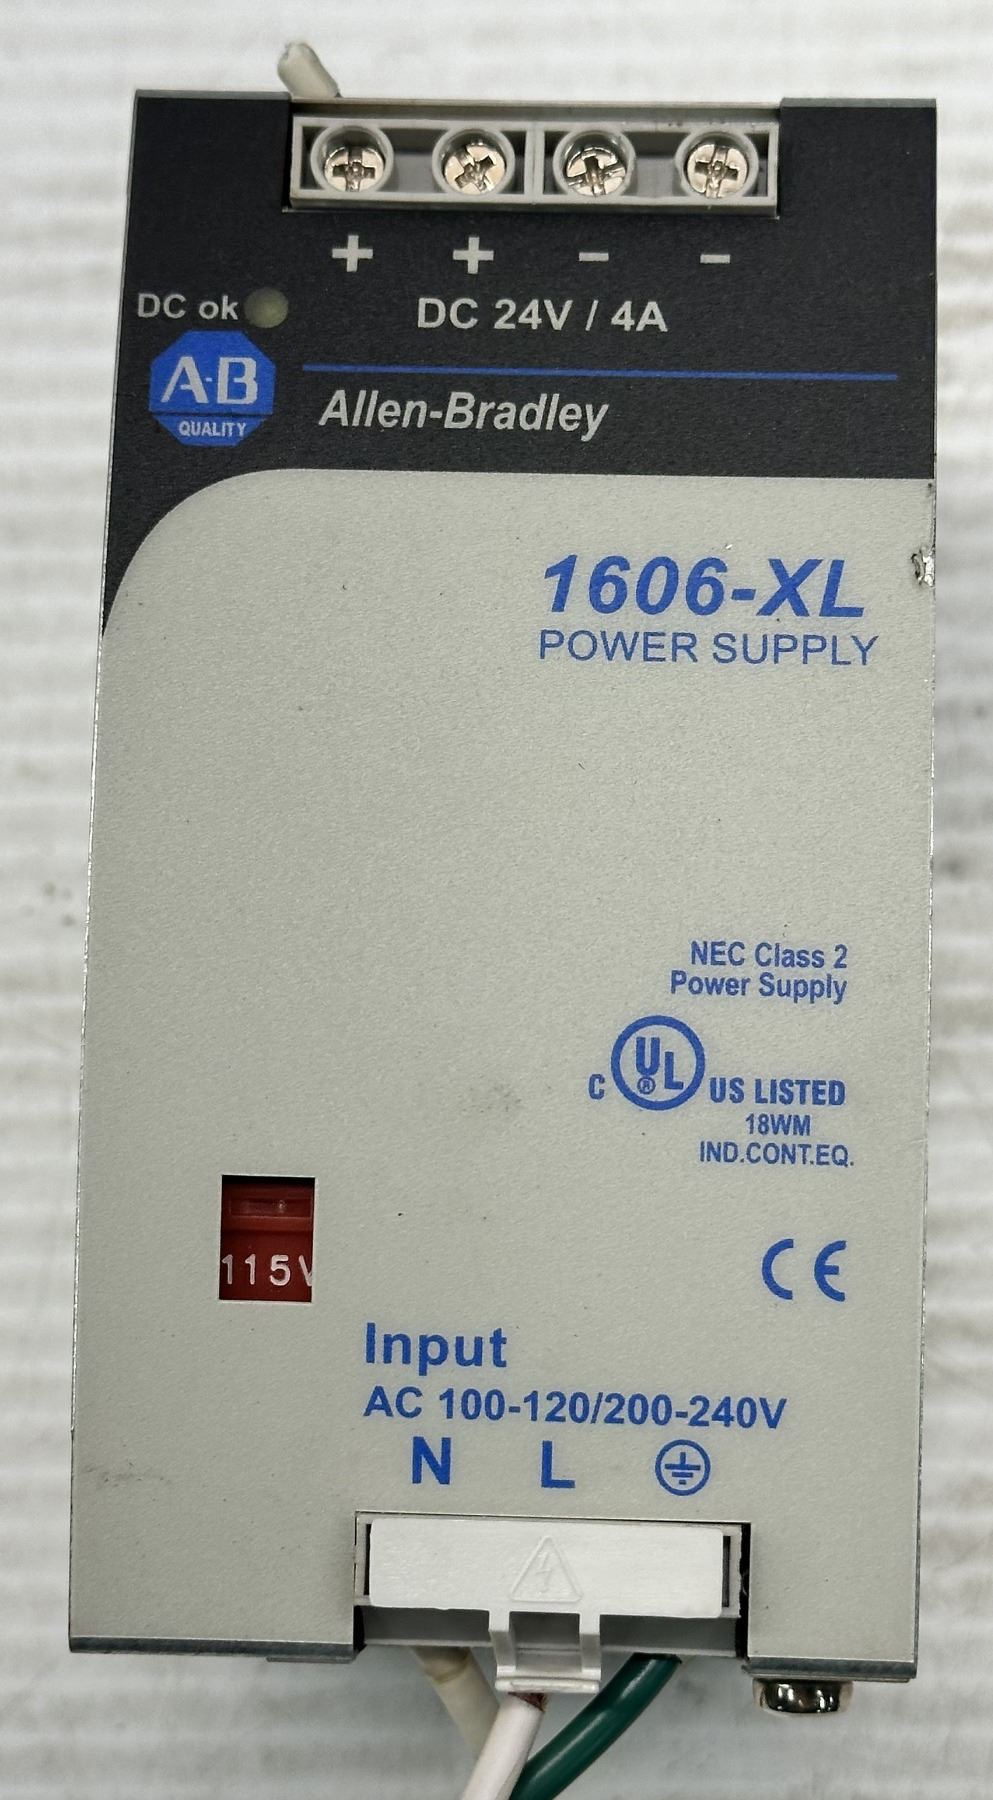 + + − −
DC ok
DC 24V / 4A
A-B
QUALITY
Allen-Bradley
1606-XL
POWER SUPPLY
NEC Class 2
Power Supply
C UL ® US LISTED
18WM
IND.CONT.EQ.
115V
CE
Input
AC 100-120/200-240V
N L